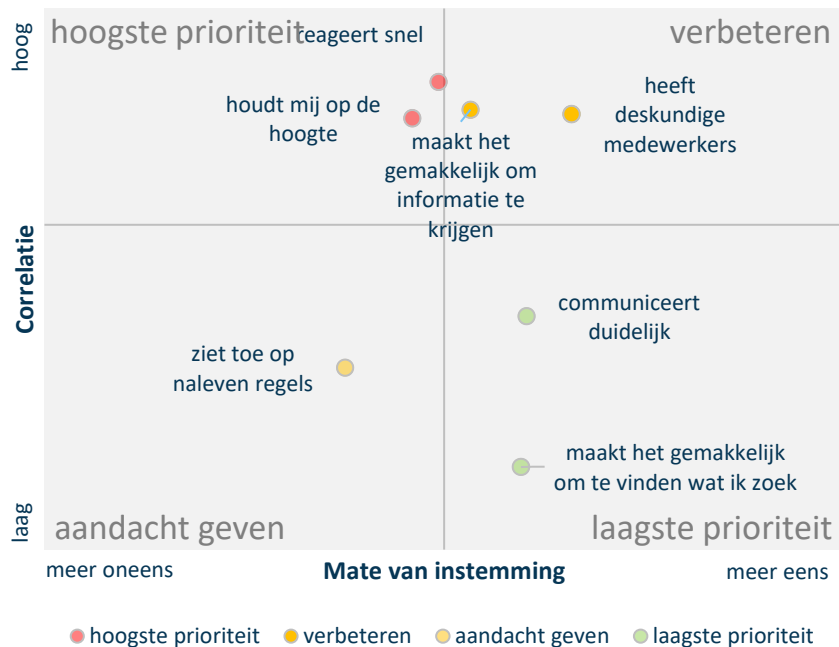 hoogste prioriteit
verbeteren
reageert snel
hoog
houdt mij op de
hoogte
heeft
deskundige
medewerkers
maakt het
gemakkelijk om
informatie te
krijgen
Correlatie
communiceert
duidelijk
ziet toe op
naleven regels
maakt het gemakkelijk
om te vinden wat ik zoek
laag
aandacht geven
laagste prioriteit
meer oneens
Mate van instemming
meer eens
hoogste prioriteit
verbeteren
aandacht geven
laagste prioriteit